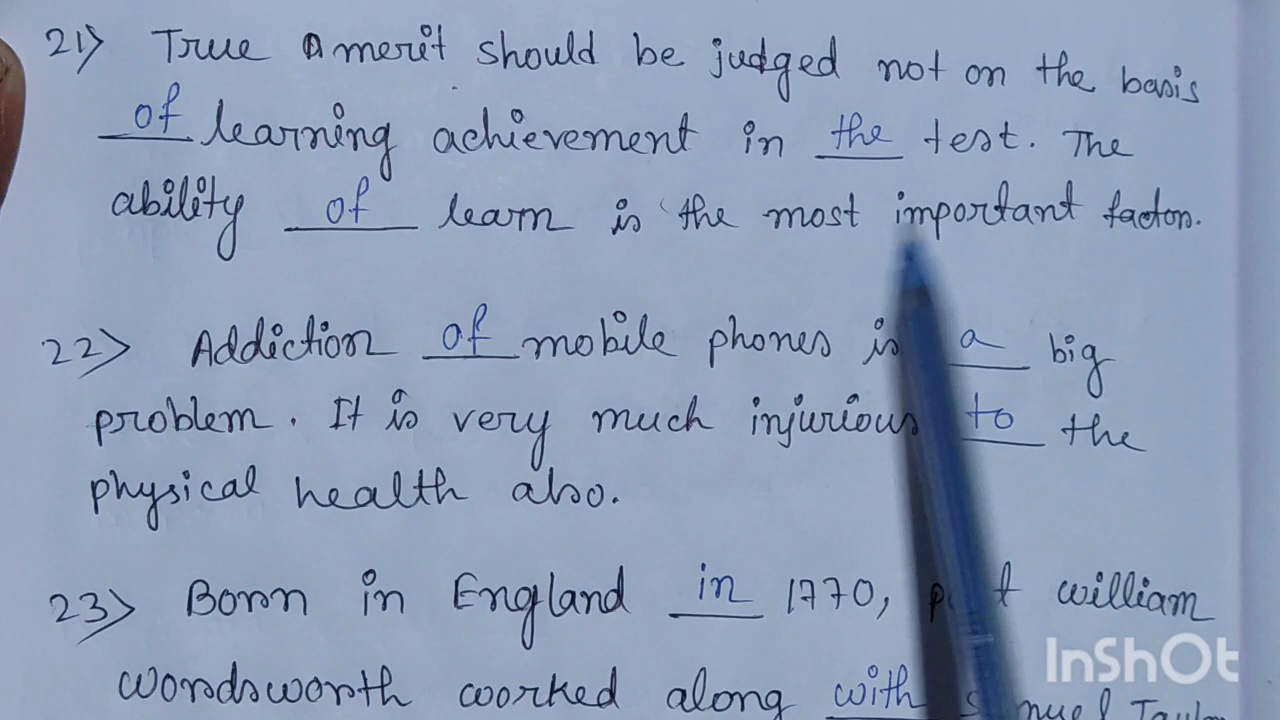 21) True merit should be judged not on the basis
of learning achievement in the test. The
ability of learn is the most important factor.
22) Addiction of mobile phones is a big
problem. It is very much injurious to the
physical health also.
23) Born in England in 1770, william
wordsworth worked along with Taylor
InShOt